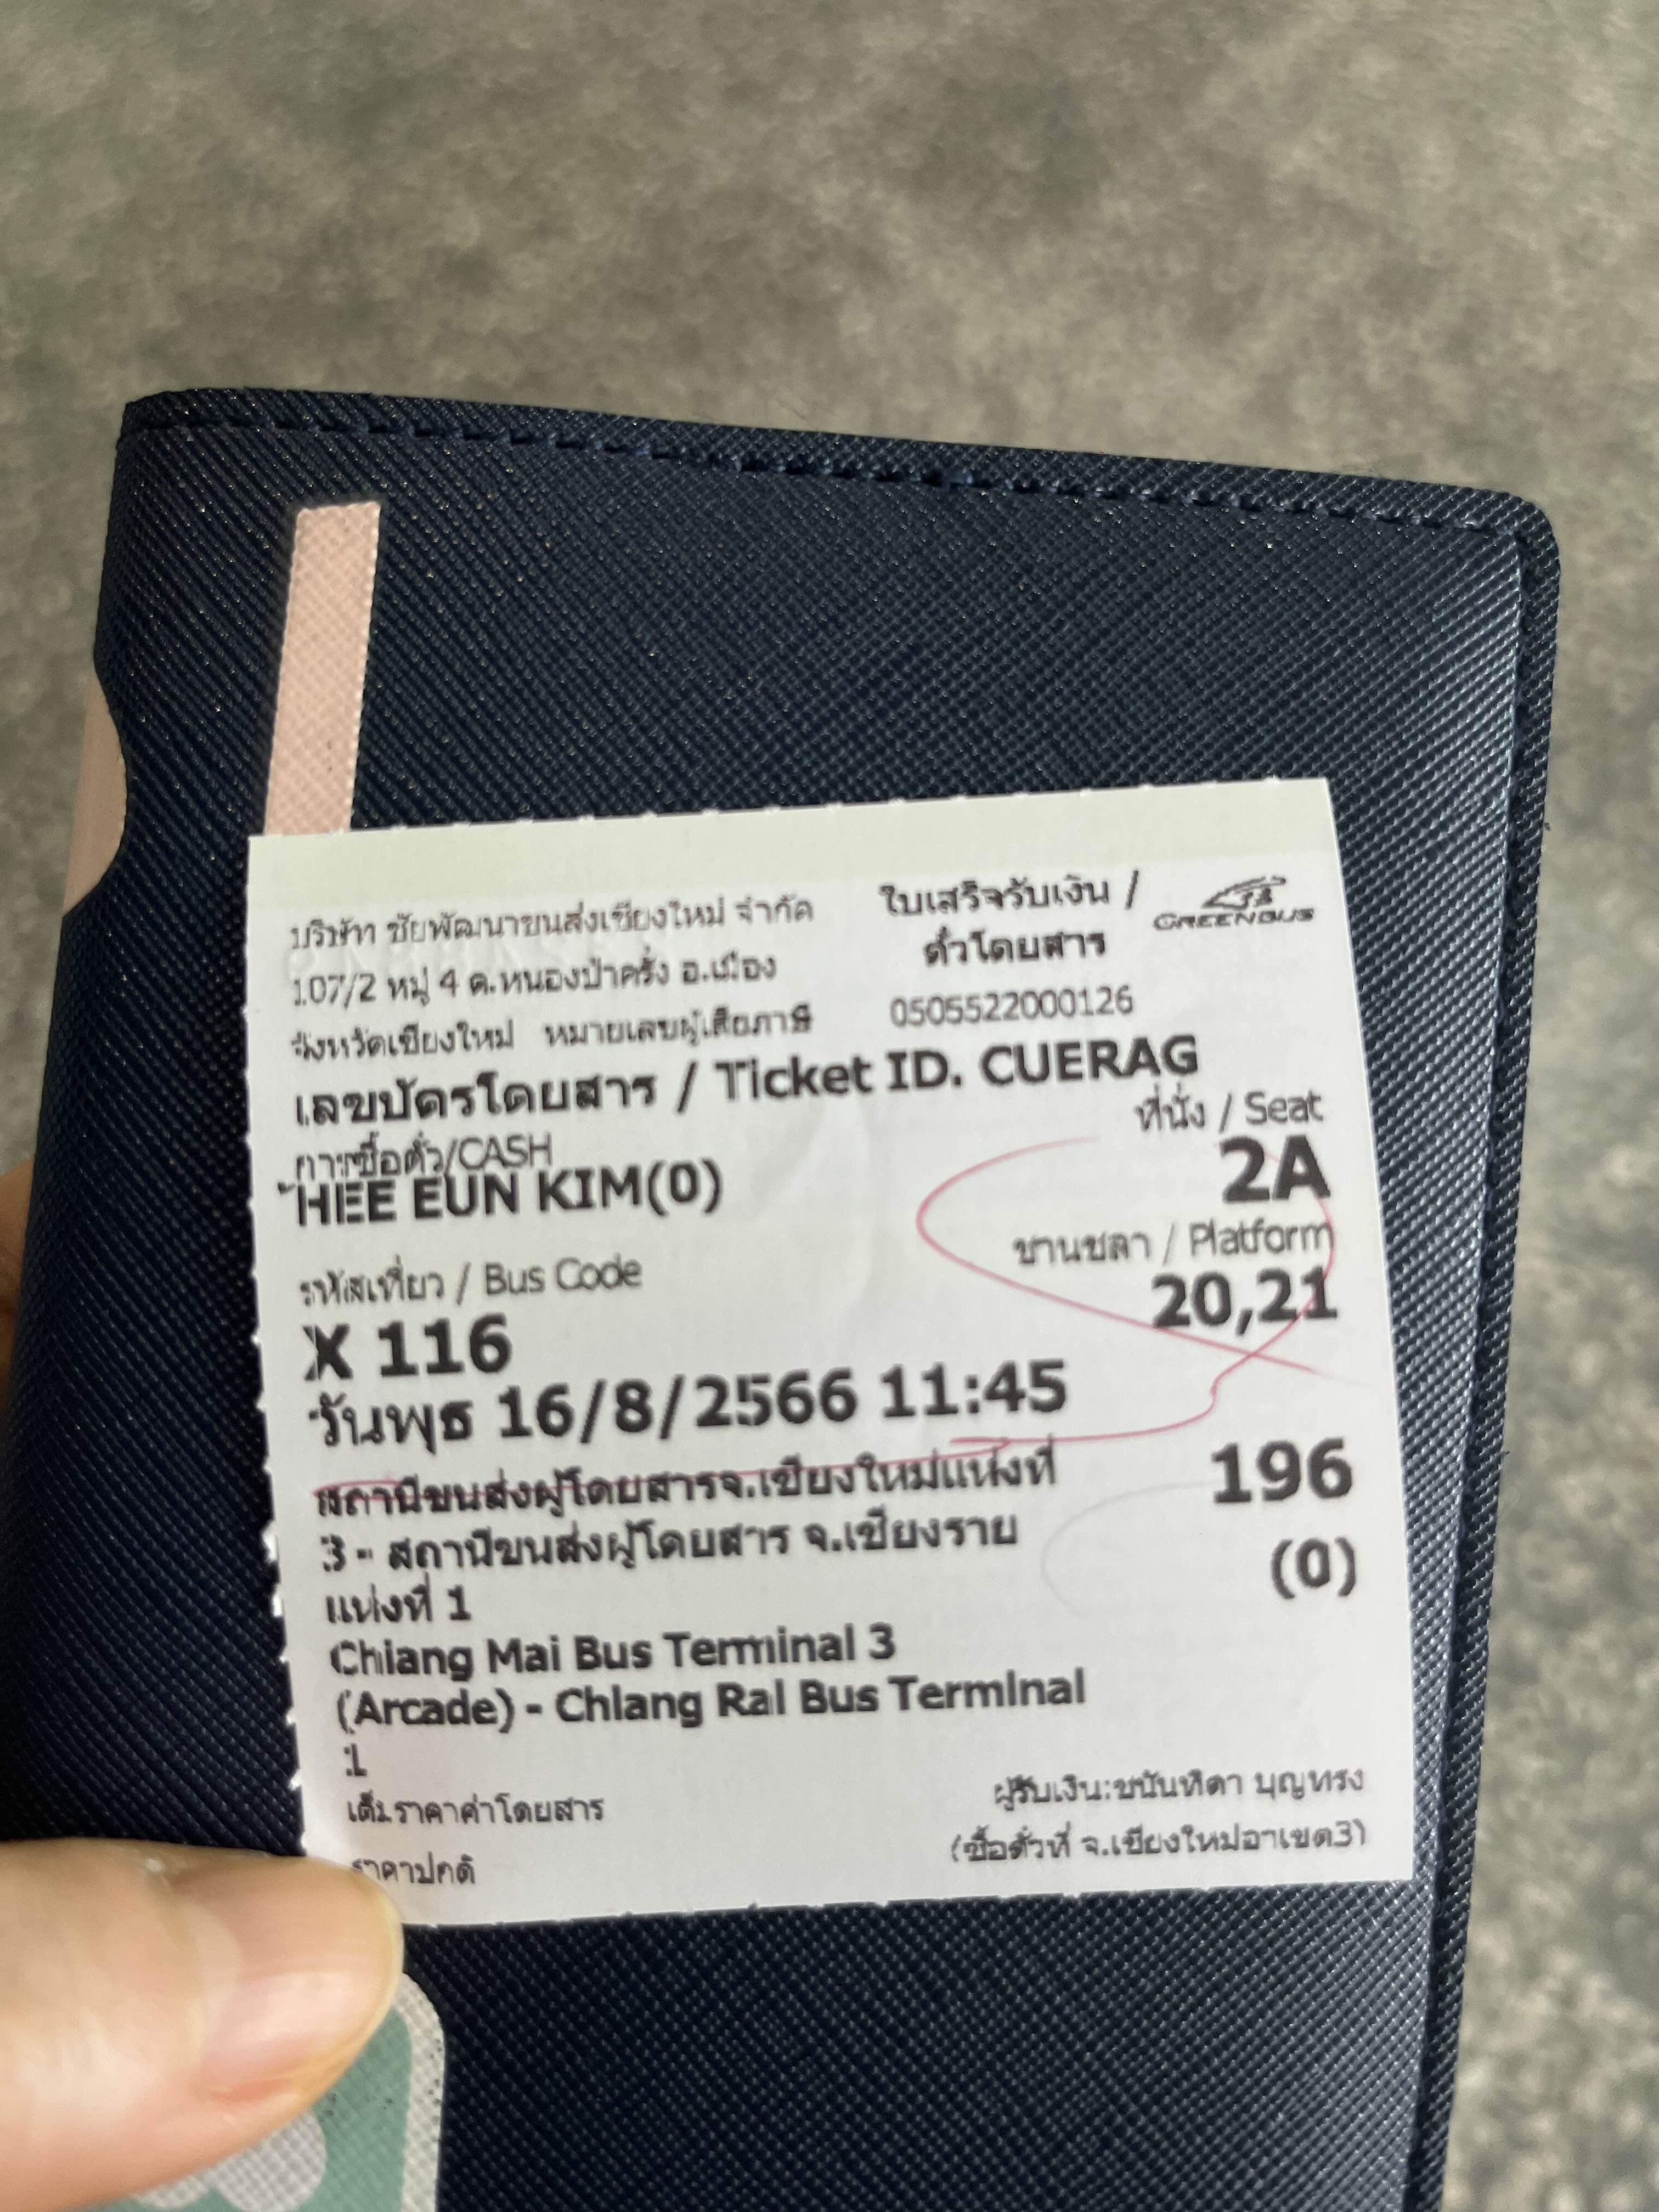 บริษัท ชัยพัฒนาขนส่งเชียงใหม่ จำกัด
107/2 หมู่ 4 ต.หนองป่าครั่ง อ.เมือง
จังหวัดเชียงใหม่ หมายเลขผู้เสียภาษี
ใบเสร็จรับเงิน /
ตั๋วโดยสาร
0505522000126
GREENBUS
เลขบัตรโดยสาร / Ticket ID. CUERAG
การซื้อตั๋ว/CASH
HEE EUN KIM(0)
ที่นั่ง / Seat
2A
ชานชลา / Platform
20,21
รหัสเที่ยว / Bus Code
X 116
วันพุธ 16/8/2566 11:45
สถานีขนส่งผู้โดยสารจ.เชียงใหม่แห่งที่
3 - สถานีขนส่งผู้โดยสาร จ.เชียงราย
แห่งที่ 1
196
(0)
Chiang Mai Bus Terminal 3
(Arcade) - Chiang Rai Bus Terminal
1
เต็มราคาค่าโดยสาร
ราคาปกติ
ผู้รับเงิน:ชนันทิดา บุญทรง
(ซื้อตั๋วที่ จ.เชียงใหม่อาเขต3)